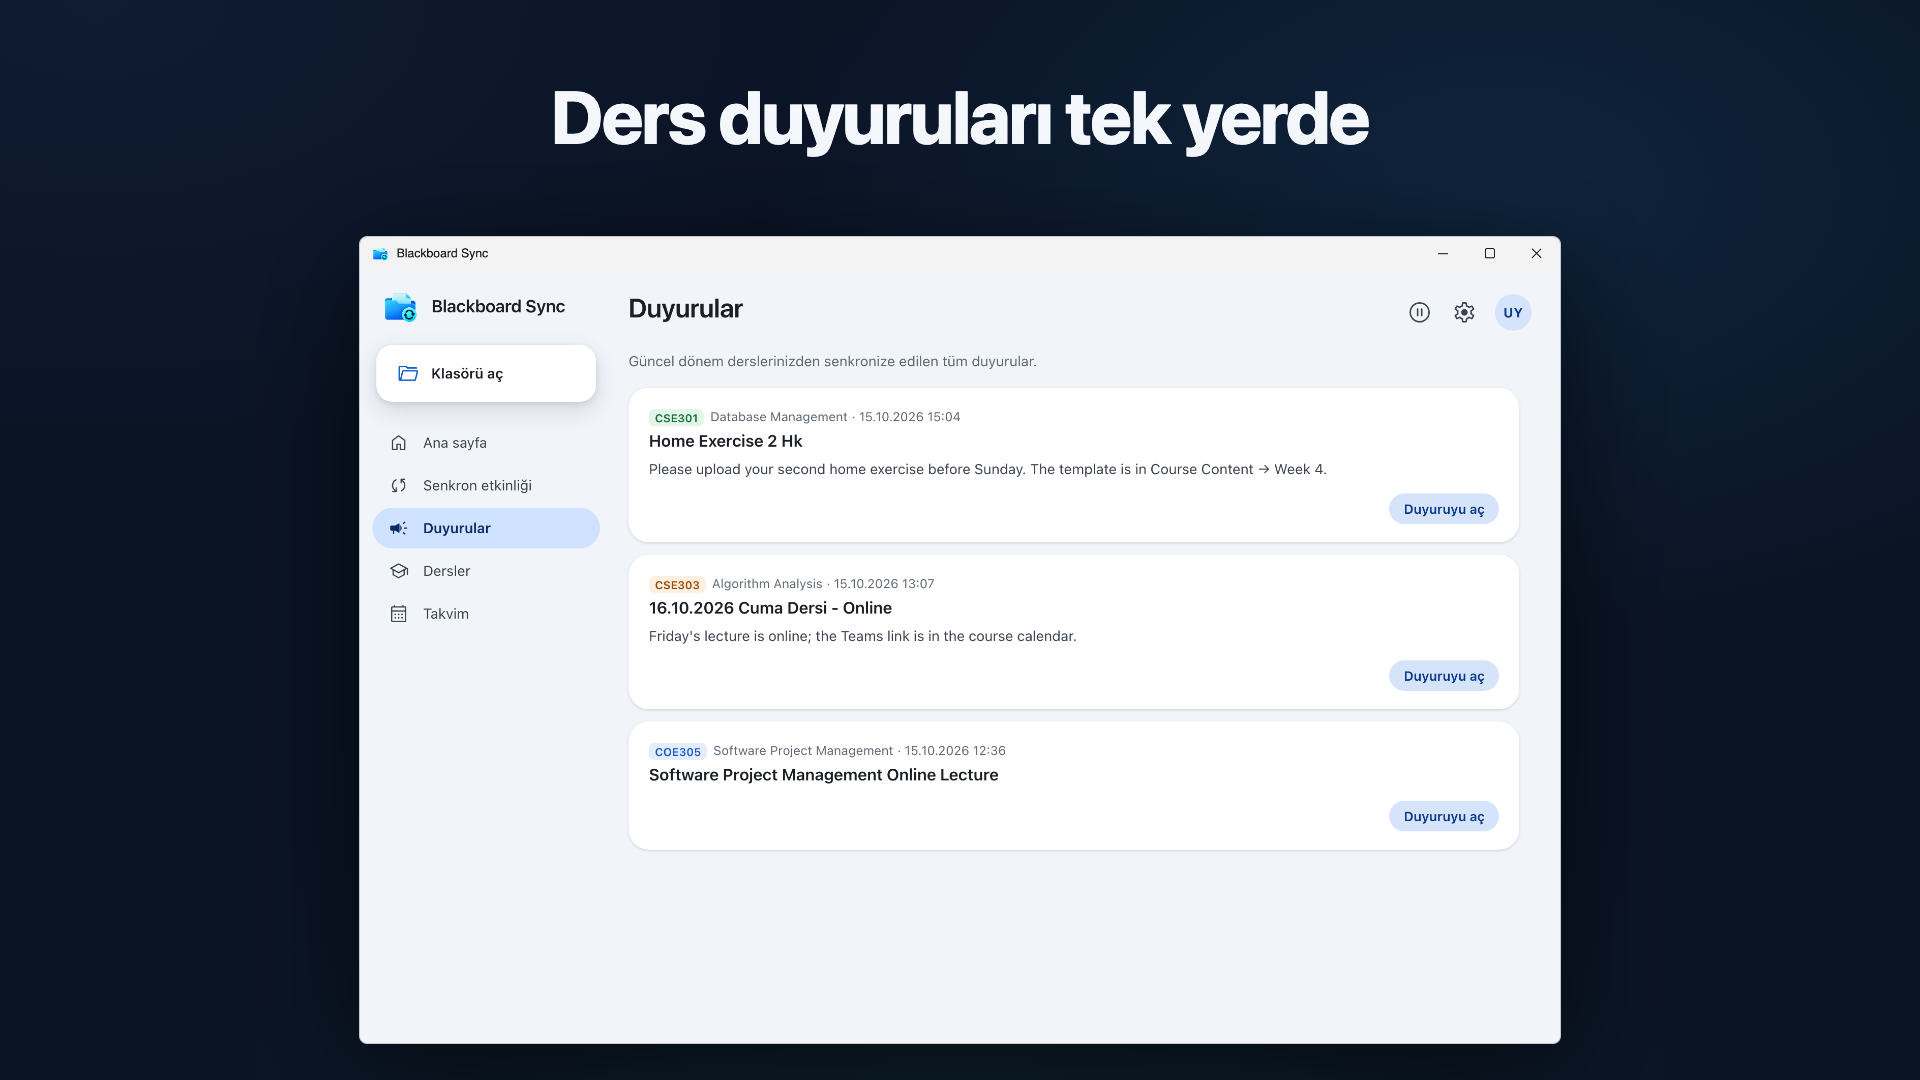 Ders duyuruları tek yerde
Blackboard Sync
Blackboard Sync
Klasörü aç
Ana sayfa
Senkron etkinliği
Duyurular
Dersler
Takvim
Duyurular
UY
Güncel dönem derslerinizden senkronize edilen tüm duyurular.
CSE301 Database Management · 15.10.2026 15:04
Home Exercise 2 Hk
Please upload your second home exercise before Sunday. The template is in Course Content → Week 4.
Duyuruyu aç
CSE303 Algorithm Analysis · 15.10.2026 13:07
16.10.2026 Cuma Dersi - Online
Friday's lecture is online; the Teams link is in the course calendar.
Duyuruyu aç
COE305 Software Project Management · 15.10.2026 12:36
Software Project Management Online Lecture
Duyuruyu aç